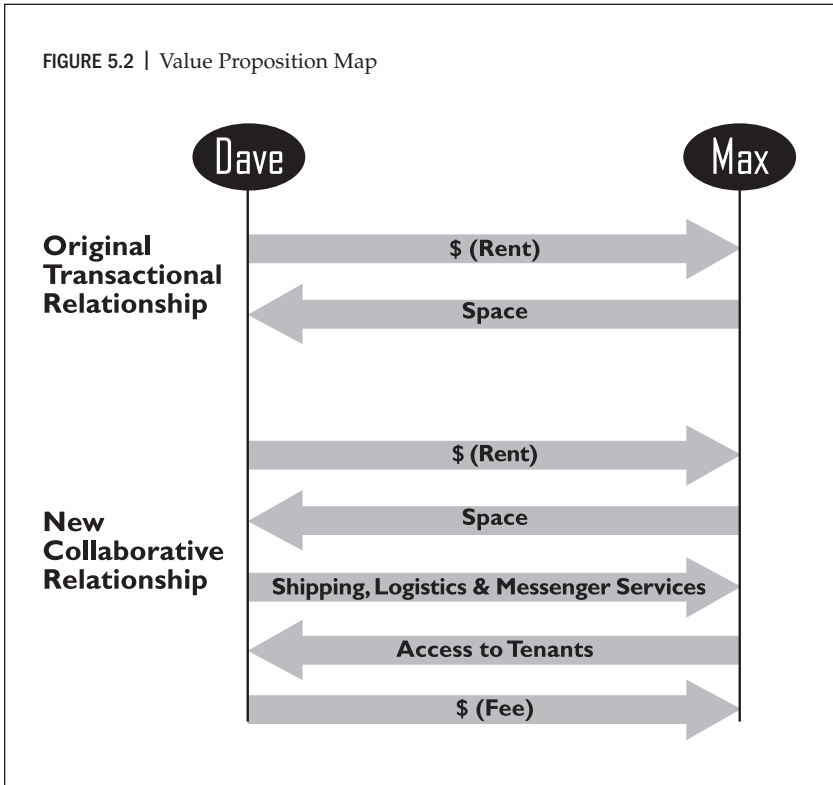 FIGURE 5.2 | Value Proposition Map
Dave
Max
Original
Transactional
Relationship
$ (Rent)
Space
New
Collaborative
Relationship
$ (Rent)
Space
Shipping, Logistics & Messenger Services
Access to Tenants
$ (Fee)